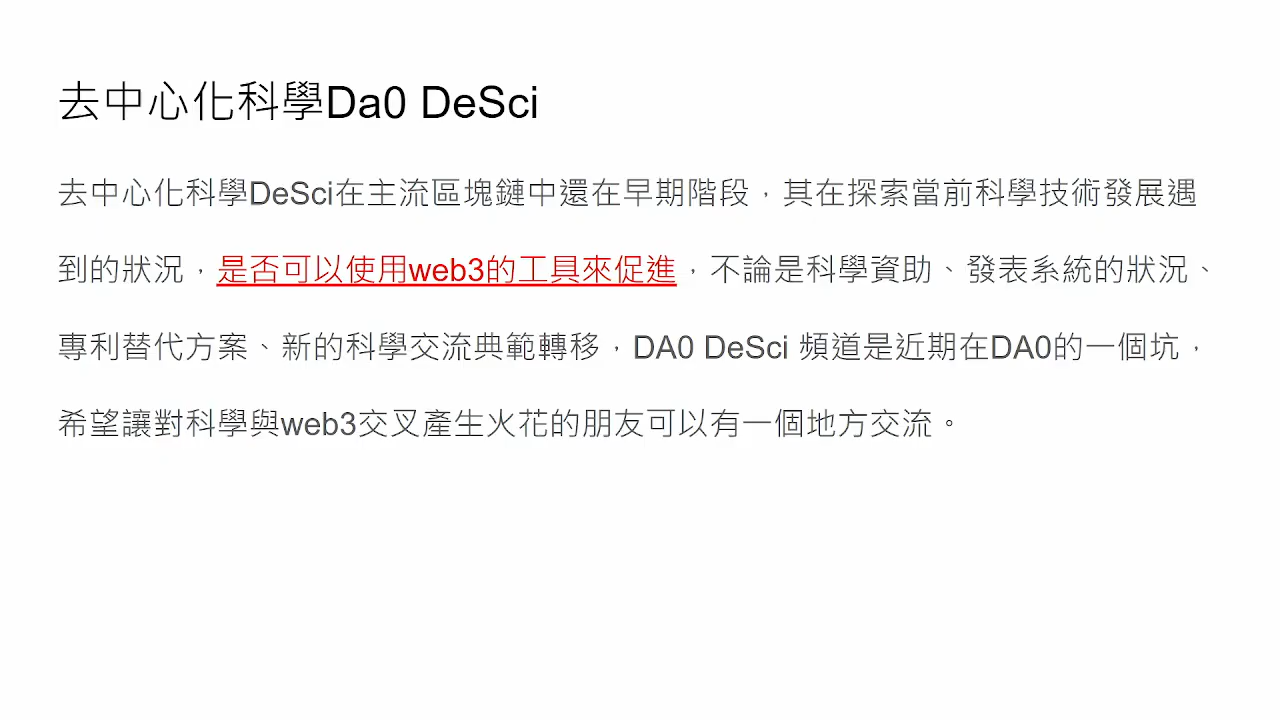 去中心化科學Da0 DeSci
去中心化科學DeSci在主流區塊鏈中還在早期階段，其在探索當前科學技術發展遇
到的狀況，是否可以使用web3的工具來促進，不論是科學資助、發表系統的狀況、
專利替代方案、新的科學交流典範轉移，DA0 DeSci 頻道是近期在DA0的一個坑，
希望讓對科學與web3交叉產生火花的朋友可以有一個地方交流。